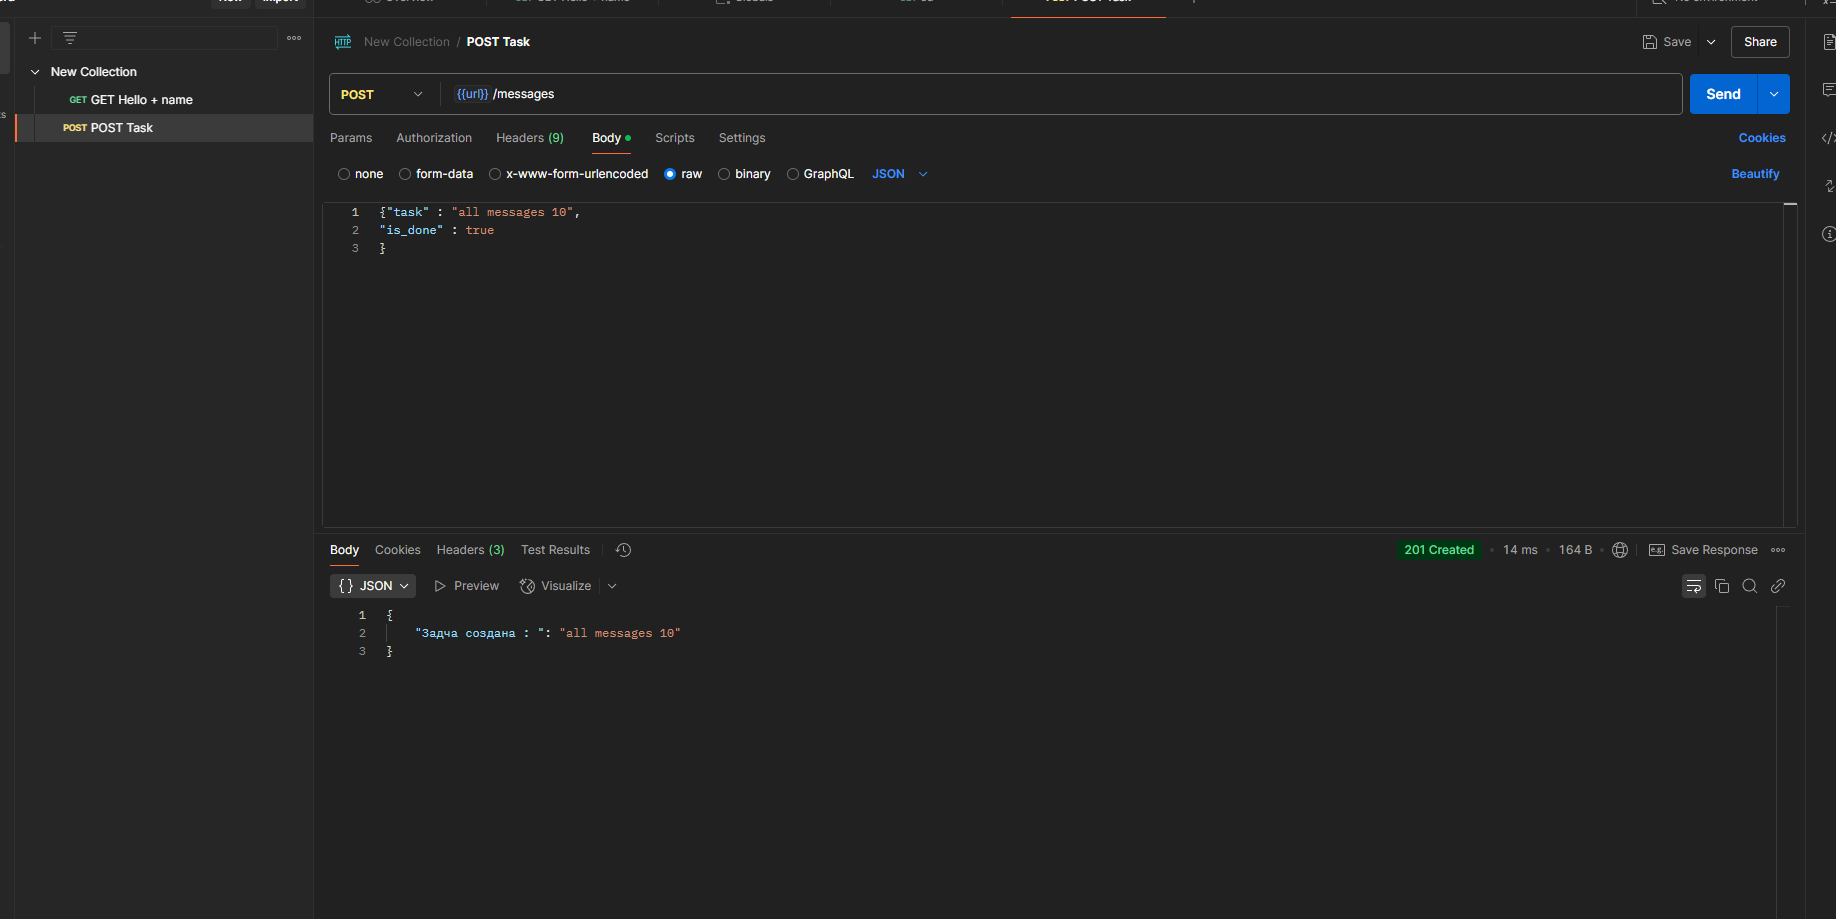 New Collection / POST Task
Save
Share
New Collection
GET GET Hello + name
POST POST Task
POST {{url}} /messages
Send
Params Authorization Headers (9) Body Scripts Settings
Cookies
none form-data x-www-form-urlencoded raw binary GraphQL JSON
Beautify
1 {"task" : "all messages 10",
2 "is_done" : true
3 }
Body Cookies Headers (3) Test Results
201 Created • 14 ms • 164 B •
e.g. Save Response
{} JSON Preview Visualize
1 {
2 "Задча создана : ": "all messages 10"
3 }